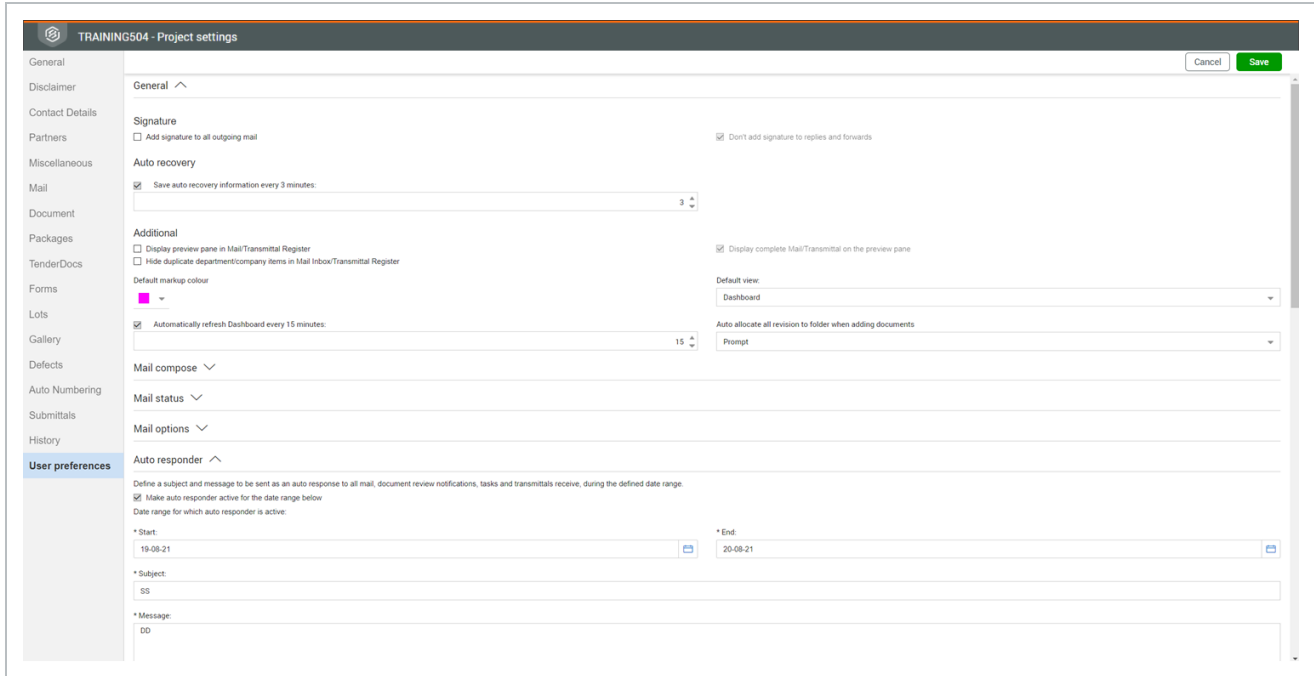 TRAINING504 - Project settings
General
Disclaimer
Contact Details
Partners
Miscellaneous
Mail
Document
Packages
TenderDocs
Forms
Lots
Gallery
Defects
Auto Numbering
Submittals
History
User preferences
Cancel Save
General
Signature
Add signature to all outgoing mail Don't add signature to replies and forwards
Auto recovery
Save auto recovery information every 3 minutes:
3
Additional
Display preview pane in Mail/Transmittal Register Display complete Mail/Transmittal on the preview pane
Hide duplicate department/company items in Mail Inbox/Transmittal Register
Default markup colour Default view:
Dashboard
Automatically refresh Dashboard every 15 minutes: Auto allocate all revision to folder when adding documents
15 Prompt
Mail compose
Mail status
Mail options
Auto responder
Define a subject and message to be sent as an auto response to all mail, document review notifications, tasks and transmittals receive, during the defined date range.
Make auto responder active for the date range below
Date range for which auto responder is active:
* Start: * End:
19-08-21 20-08-21
* Subject:
SS
* Message:
DD